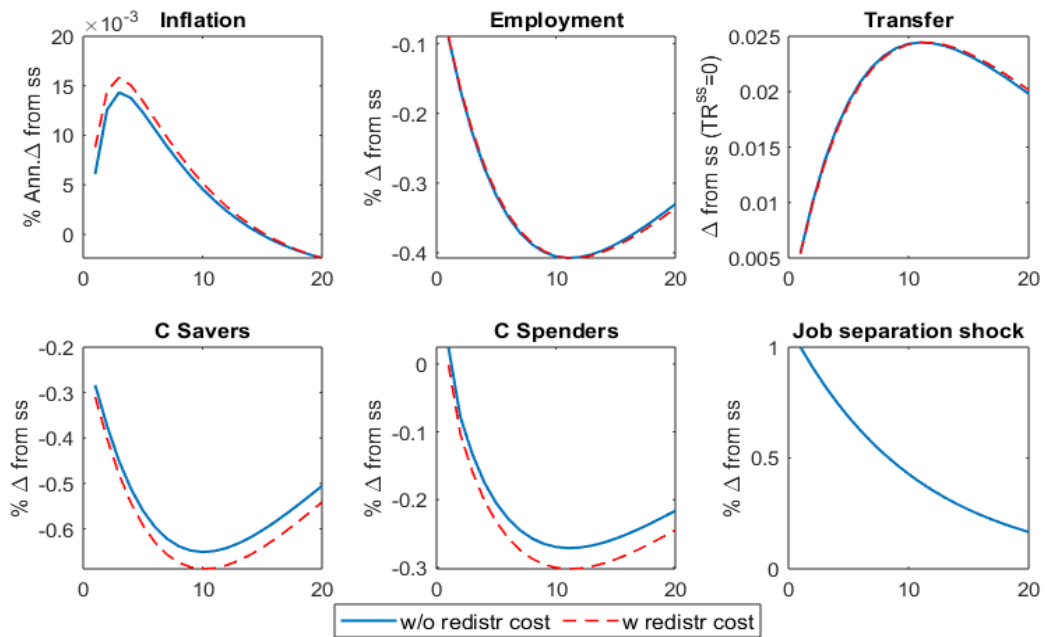 Inflation
×10⁻³
20
15
10
5
0
0 10 20
% Ann.Δ from ss
Employment
-0.1
-0.2
-0.3
-0.4
0 10 20
% Δ from ss
Transfer
0.025
0.02
0.015
0.01
0.005
0 10 20
Δ from ss (TRˢˢ=0)
C Savers
-0.2
-0.3
-0.4
-0.5
-0.6
0 10 20
% Δ from ss
C Spenders
0
-0.1
-0.2
-0.3
0 10 20
% Δ from ss
Job separation shock
1
0.5
0
0 10 20
% Δ from ss
w/o redistr cost w redistr cost